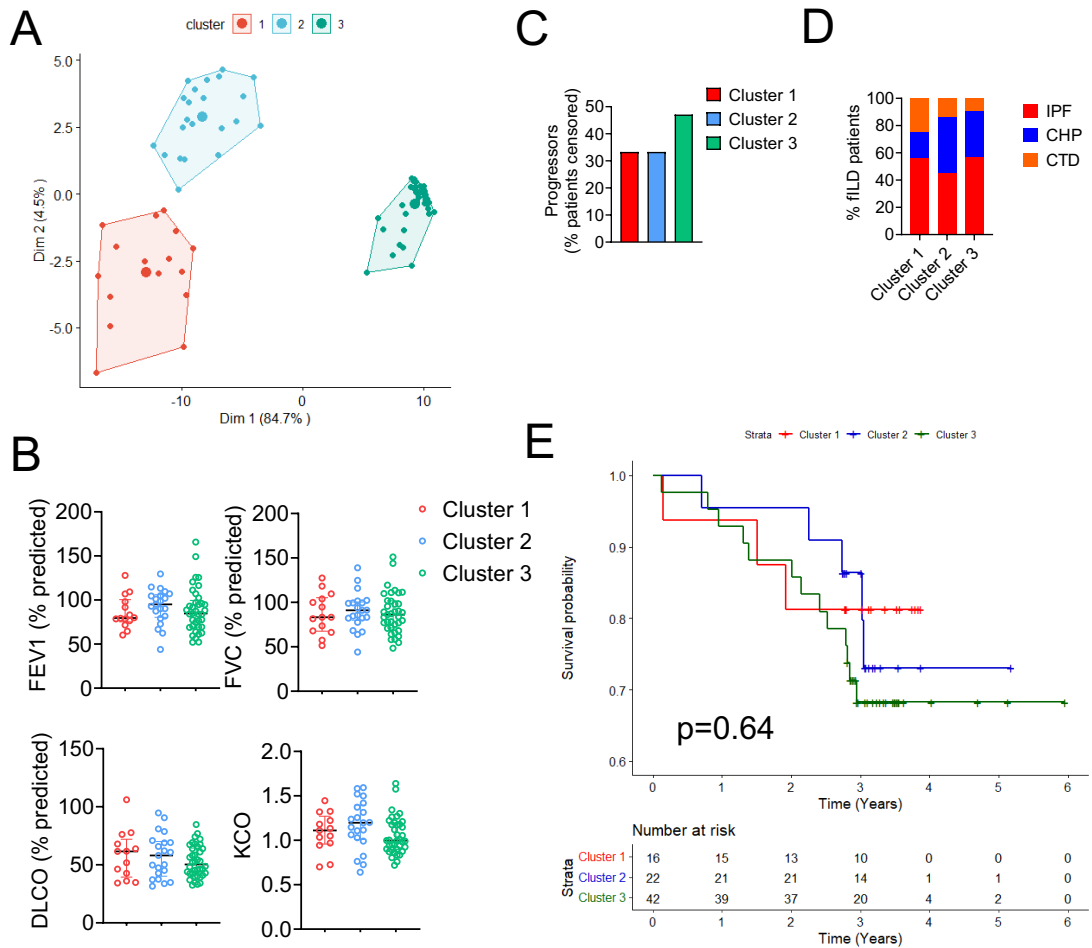 A
cluster 1 2 3
5.0
2.5
0.0
-2.5
-5.0
Dim 2 (4.5% )
-10 0 10
Dim 1 (84.7% )
C
50
40
30
20
10
0
Progressors
(% patients censored)
Cluster 1
Cluster 2
Cluster 3
D
100
80
60
40
20
0
% fILD patients
Cluster 1
Cluster 2
Cluster 3
IPF
CHP
CTD
B
200
150
100
50
0
FEV1 (% predicted)
200
150
100
50
0
FVC (% predicted)
Cluster 1
Cluster 2
Cluster 3
150
100
50
0
DLCO (% predicted)
2.0
1.5
1.0
0.5
0.0
KCO
E
Strata Cluster 1 Cluster 2 Cluster 3
1.0
0.9
0.8
0.7
0.6
Survival probability
p=0.64
0 1 2 3 4 5 6
Time (Years)
Number at risk
Strata
Cluster 1 16 15 13 10 0 0 0
Cluster 2 22 21 21 14 1 1 0
Cluster 3 42 39 37 20 4 2 0
0 1 2 3 4 5 6
Time (Years)